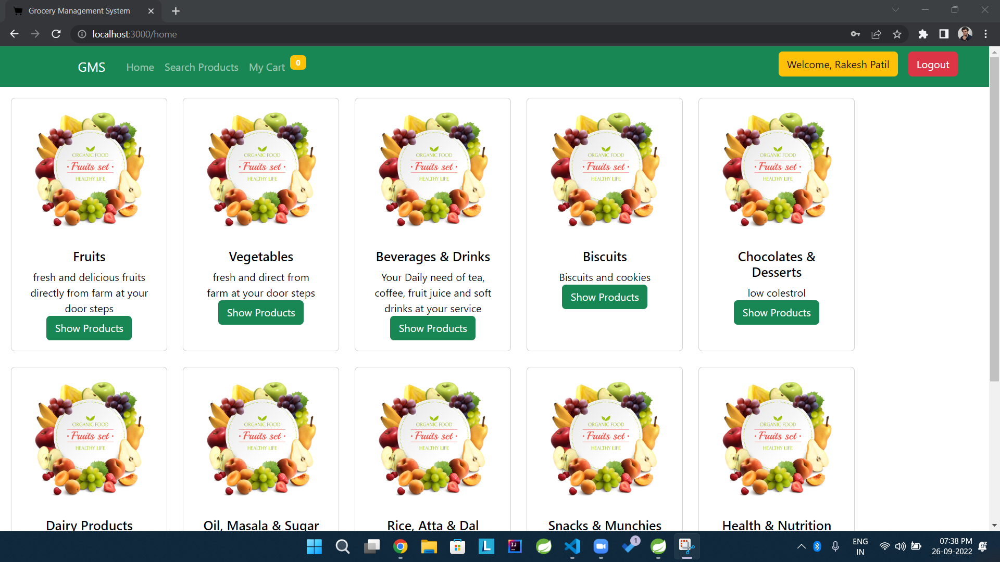 Grocery Management System
localhost:3000/home
GMS Home Search Products My Cart 0 Welcome, Rakesh Patil Logout
ORGANIC FOOD
Fruits set
HEALTHY LIFE
Fruits
fresh and delicious fruits
directly from farm at your
door steps
Show Products
ORGANIC FOOD
Fruits set
HEALTHY LIFE
Vegetables
fresh and direct from
farm at your door steps
Show Products
ORGANIC FOOD
Fruits set
HEALTHY LIFE
Beverages & Drinks
Your Daily need of tea,
coffee, fruit juice and soft
drinks at your service
Show Products
ORGANIC FOOD
Fruits set
HEALTHY LIFE
Biscuits
Biscuits and cookies
Show Products
ORGANIC FOOD
Fruits set
HEALTHY LIFE
Chocolates &
Desserts
low colestrol
Show Products
ORGANIC FOOD
Fruits set
HEALTHY LIFE
Dairy Products
ORGANIC FOOD
Fruits set
HEALTHY LIFE
Oil, Masala & Sugar
ORGANIC FOOD
Fruits set
HEALTHY LIFE
Rice, Atta & Dal
ORGANIC FOOD
Fruits set
HEALTHY LIFE
Snacks & Munchies
ORGANIC FOOD
Fruits set
HEALTHY LIFE
Health & Nutrition
L
IJ
1
ENG
IN
07:38 PM
26-09-2022